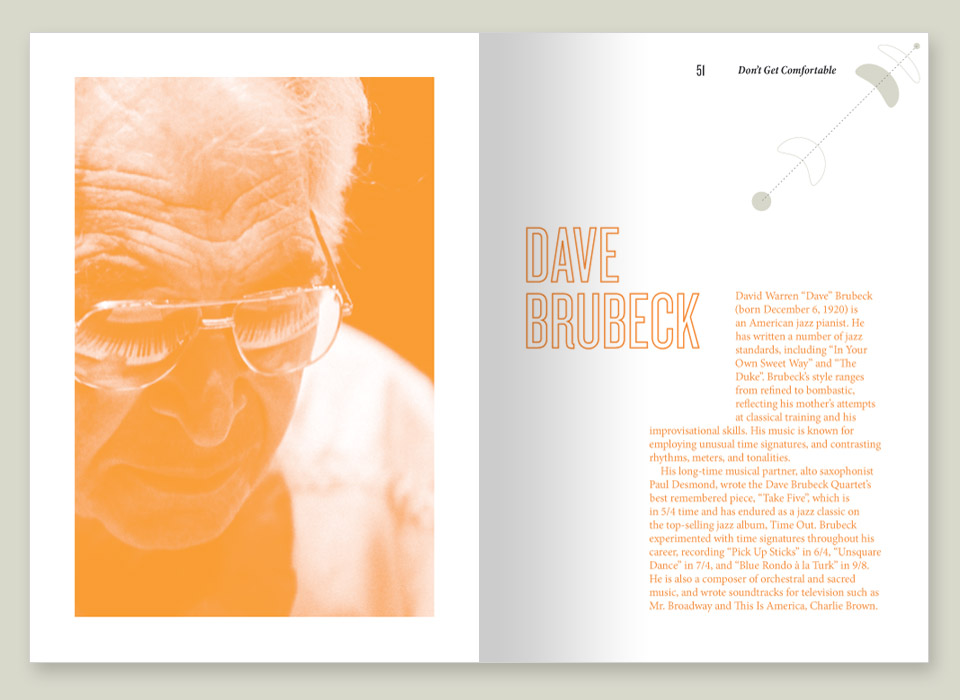 51
Don't Get Comfortable
DAVE
BRUBECK
David Warren “Dave” Brubeck
(born December 6, 1920) is
an American jazz pianist. He
has written a number of jazz
standards, including “In Your
Own Sweet Way” and “The
Duke”. Brubeck's style ranges
from refined to bombastic,
reflecting his mother's attempts
at classical training and his
improvisational skills. His music is known for
employing unusual time signatures, and contrasting
rhythms, meters, and tonalities.
His long-time musical partner, alto saxophonist
Paul Desmond, wrote the Dave Brubeck Quartet's
best remembered piece, “Take Five”, which is
in 5/4 time and has endured as a jazz classic on
the top-selling jazz album, Time Out. Brubeck
experimented with time signatures throughout his
career, recording “Pick Up Sticks” in 6/4, “Unsquare
Dance” in 7/4, and “Blue Rondo à la Turk” in 9/8.
He is also a composer of orchestral and sacred
music, and wrote soundtracks for television such as
Mr. Broadway and This Is America, Charlie Brown.